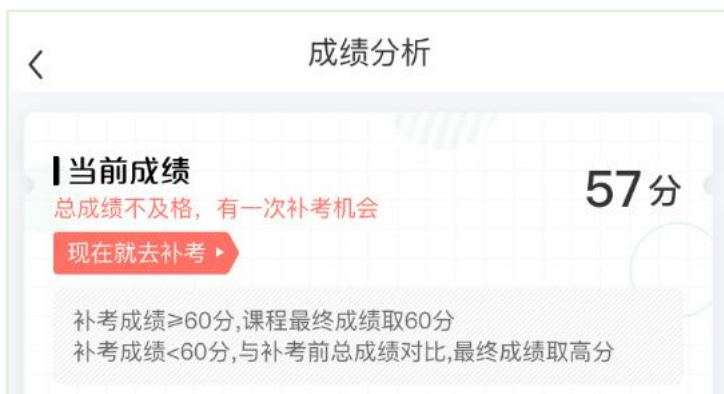 成绩分析
当前成绩
57分
总成绩不及格，有一次补考机会
现在就去补考
补考成绩≥60分,课程最终成绩取60分
补考成绩<60分,与补考前总成绩对比,最终成绩取高分